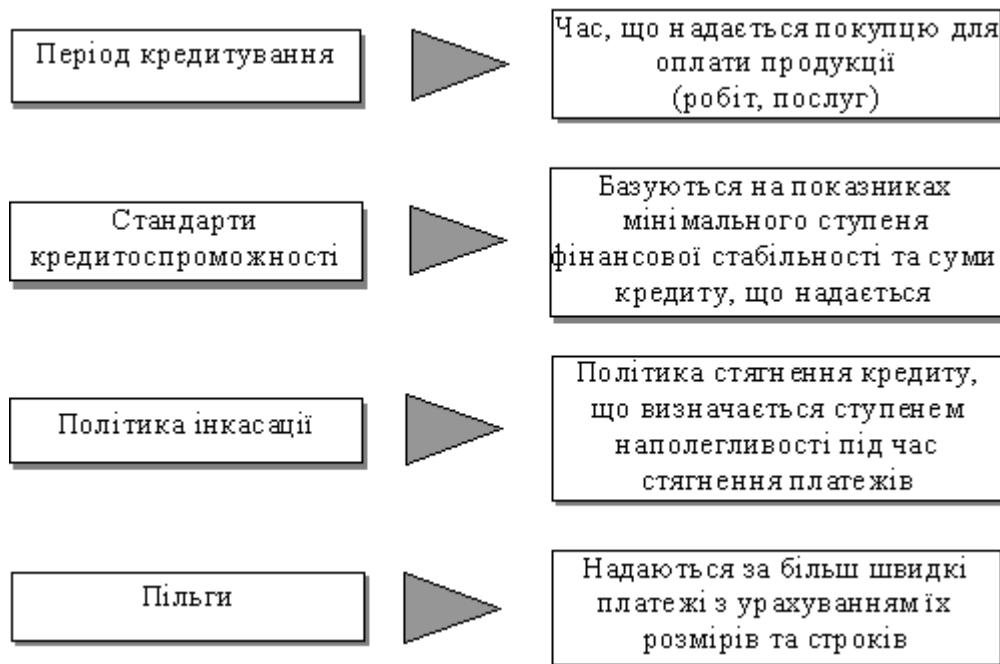 Період кредитування
Час, що надається покупцю для
оплати продукції
(робіт, послуг)
Стандарти
кредитоспроможності
Базуються на показниках
мінімального ступеня
фінансової стабільності та суми
кредиту, що надається
Політика інкасації
Політика стягнення кредиту,
що визначається ступенем
наполегливості під час
стягнення платежів
Пільги
Надаються за більш швидкі
платежі з урахуванням їх
розмірів та строків